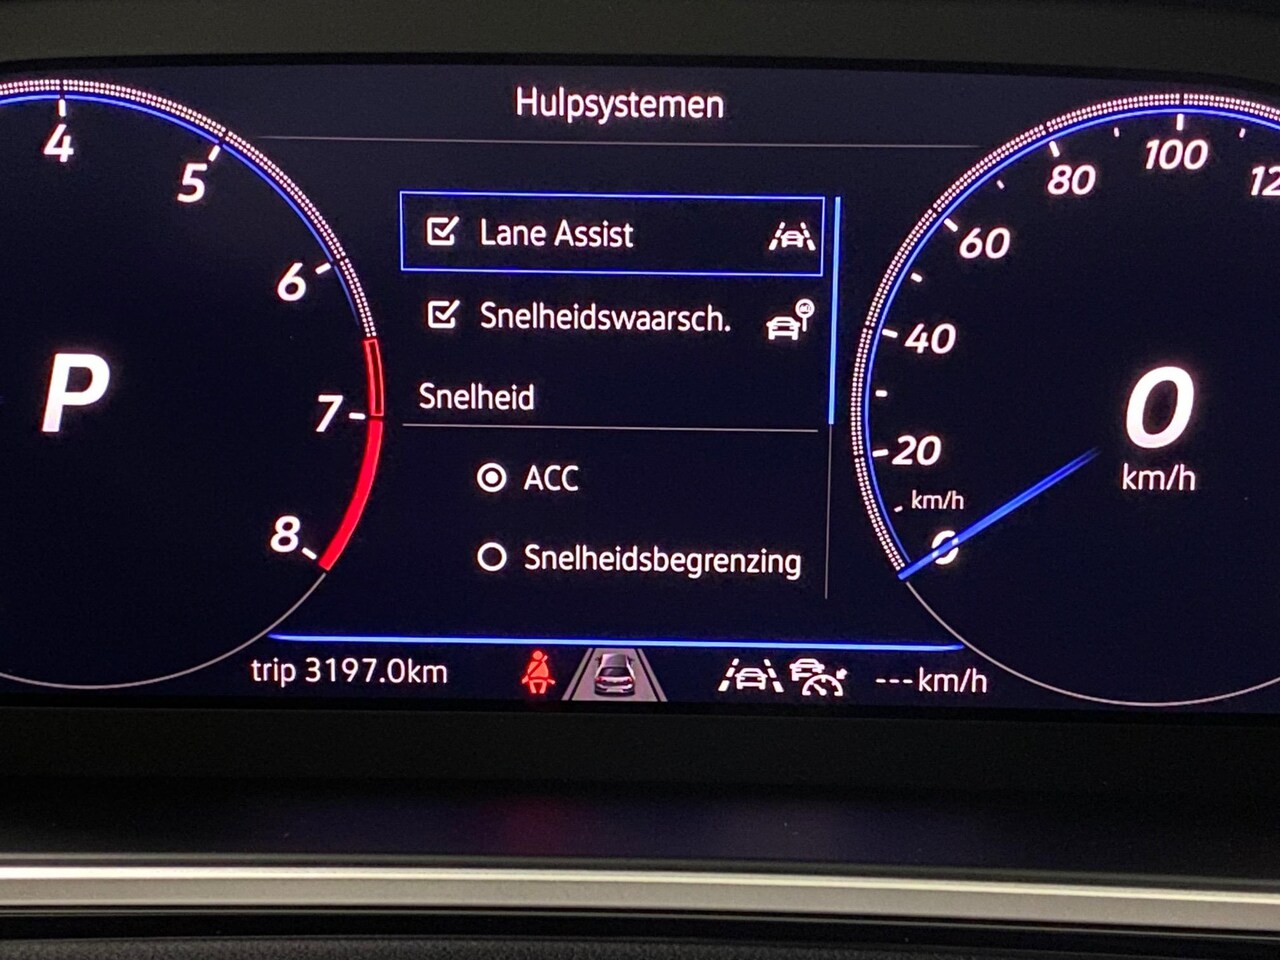 Hulpsystemen
4
5
6
7
8
P
Lane Assist
Snelheidswaarsch.
Snelheid
ACC
Snelheidsbegrenzing
100
80
60
40
20
km/h
0
0
km/h
trip 3197.0km
---km/h